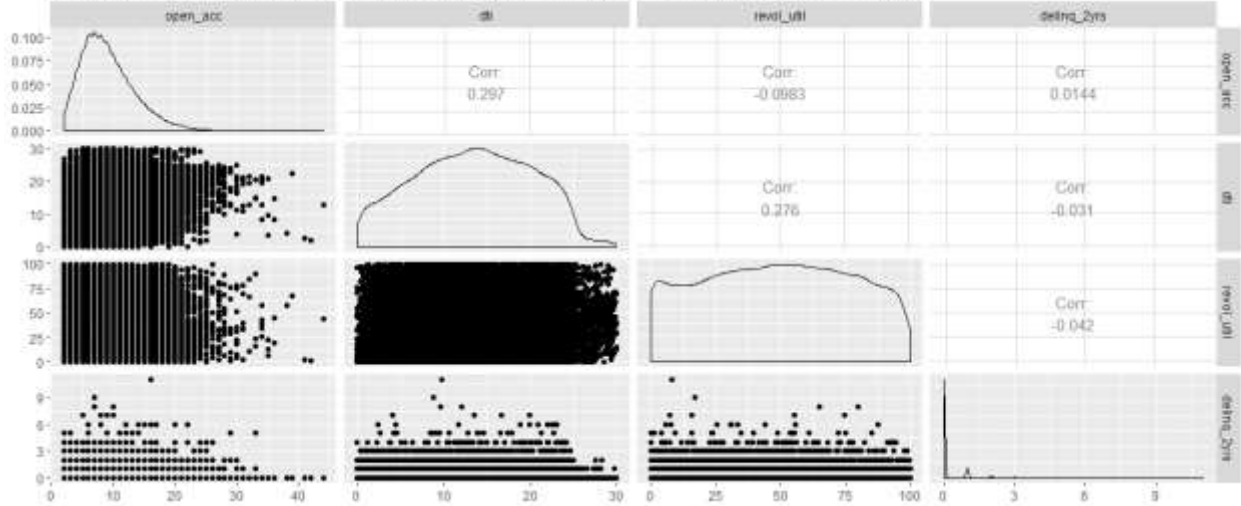 open_acc dti revol_util delinq_2yrs
0.100
0.075
0.050
0.025
0.000
Corr: Corr: Corr:
0.297 -0.0983 0.0144
open_acc
30
20
10
0
Corr: Corr:
0.276 -0.031
dti
100
75
50
25
0
Corr:
-0.042
revol_util
9
6
3
0
delinq_2yrs
0 10 20 30 40 0 10 20 30 0 25 50 75 100 0 3 6 9